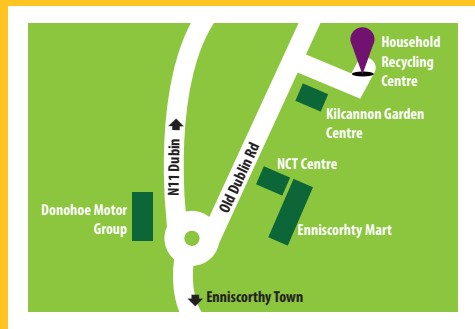 Household
Recycling
Centre
Kilcannon Garden
Centre
N11 Dubin
Old Dublin Rd
NCT Centre
Donohoe Motor
Group
Enniscorhty Mart
Enniscorthy Town